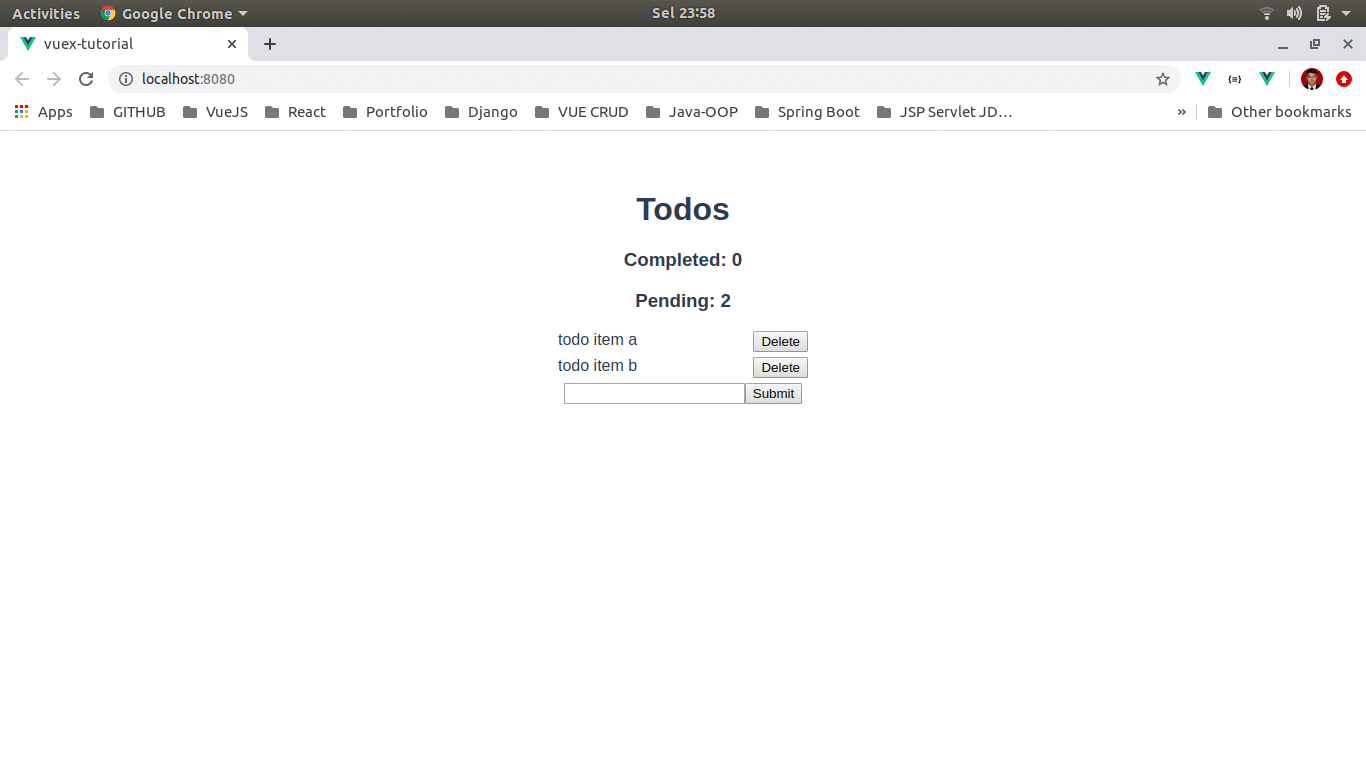 Activities Google Chrome Sel 23:58
vuex-tutorial
localhost:8080
Apps GITHUB VueJS React Portfolio Django VUE CRUD Java-OOP Spring Boot JSP Servlet JD… » Other bookmarks
Todos
Completed: 0
Pending: 2
todo item a Delete
todo item b Delete
Submit